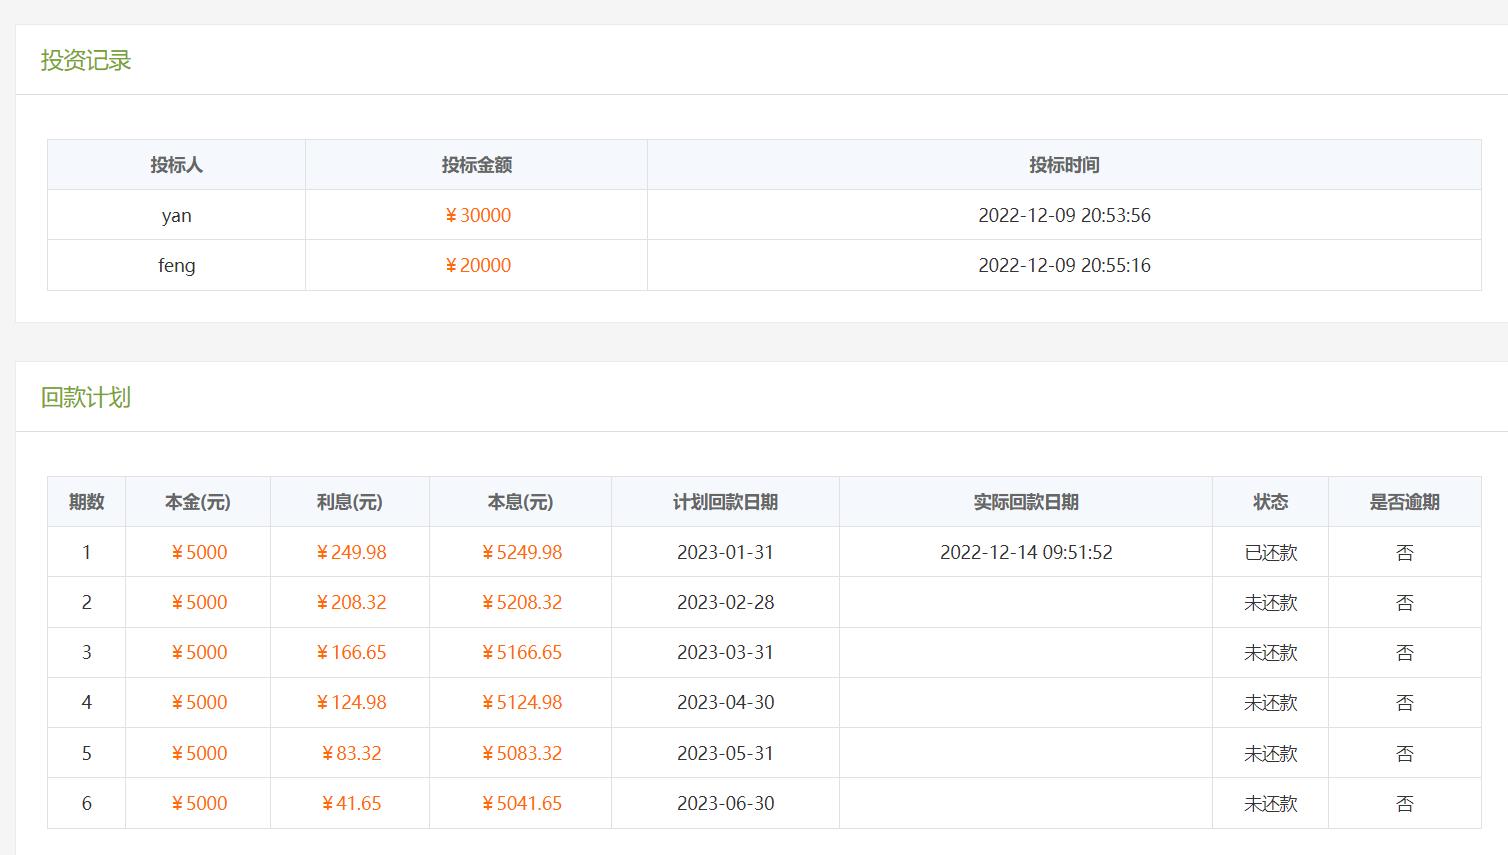 投资记录
投标人 投标金额 投标时间
yan ¥30000 2022-12-09 20:53:56
feng ¥20000 2022-12-09 20:55:16
回款计划
期数 本金(元) 利息(元) 本息(元) 计划回款日期 实际回款日期 状态 是否逾期
1 ¥5000 ¥249.98 ¥5249.98 2023-01-31 2022-12-14 09:51:52 已还款 否
2 ¥5000 ¥208.32 ¥5208.32 2023-02-28 未还款 否
3 ¥5000 ¥166.65 ¥5166.65 2023-03-31 未还款 否
4 ¥5000 ¥124.98 ¥5124.98 2023-04-30 未还款 否
5 ¥5000 ¥83.32 ¥5083.32 2023-05-31 未还款 否
6 ¥5000 ¥41.65 ¥5041.65 2023-06-30 未还款 否